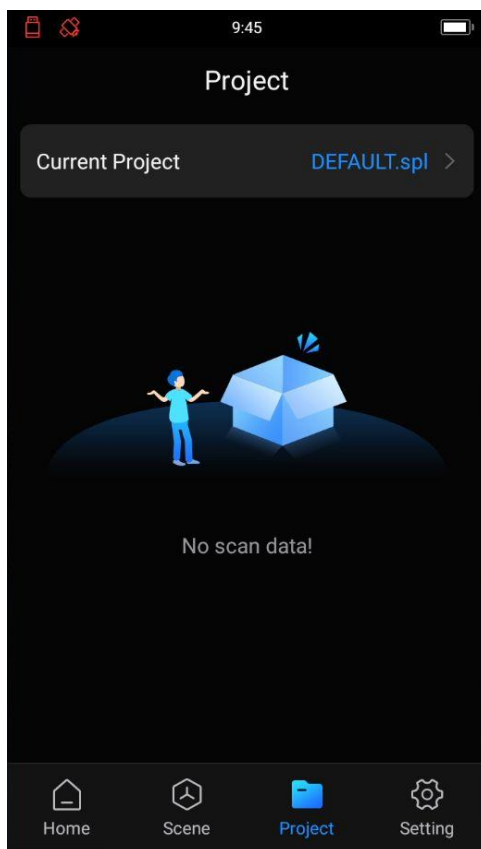 9:45
Project
Current Project DEFAULT.spl
No scan data!
Home Scene Project Setting